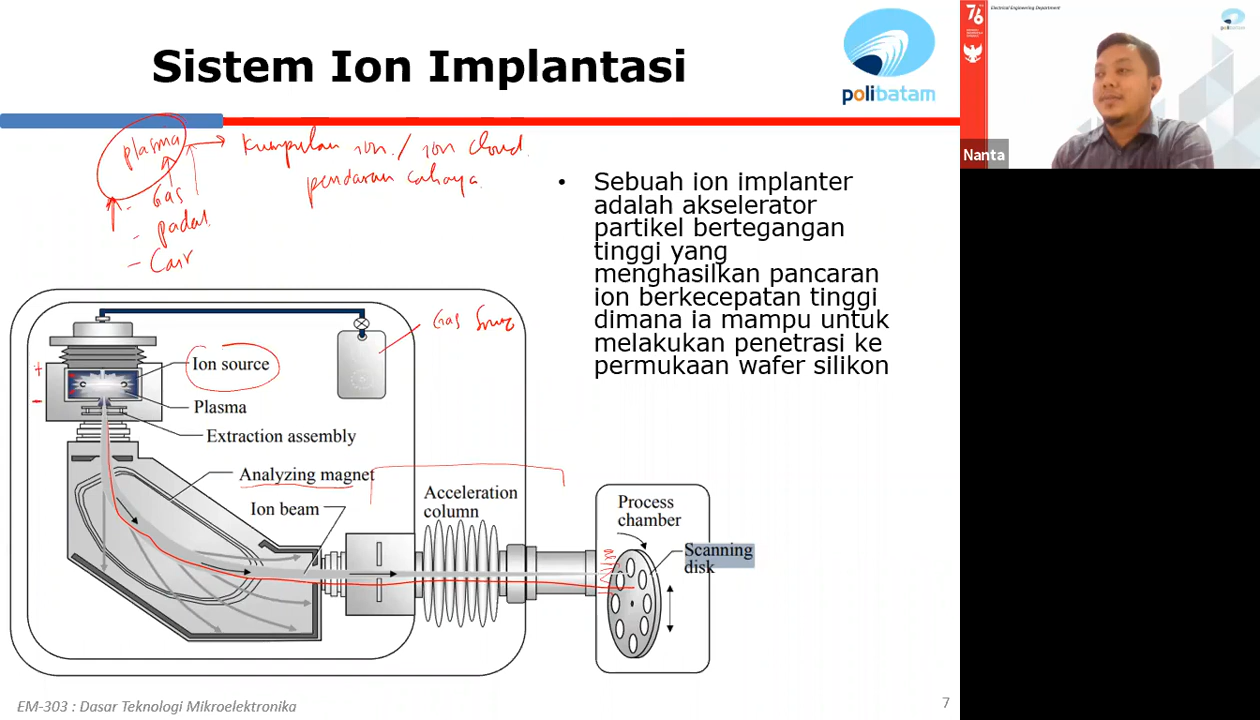 Sistem Ion Implantasi
polibatam
76
Electrical Engineering Department
polibatam
Nanta
plasma
Kumpulan ion / ion cloud
pendaran cahaya
- Gas
- padat
- Cair
• Sebuah ion implanter
adalah akselerator
partikel bertegangan
tinggi yang
menghasilkan pancaran
ion berkecepatan tinggi
dimana ia mampu untuk
melakukan penetrasi ke
permukaan wafer silikon
Gas
+
-
Ion source
Plasma
Extraction assembly
Analyzing magnet
Ion beam
Acceleration
column
Process
chamber
Scanning
disk
EM-303 : Dasar Teknologi Mikroelektronika
7